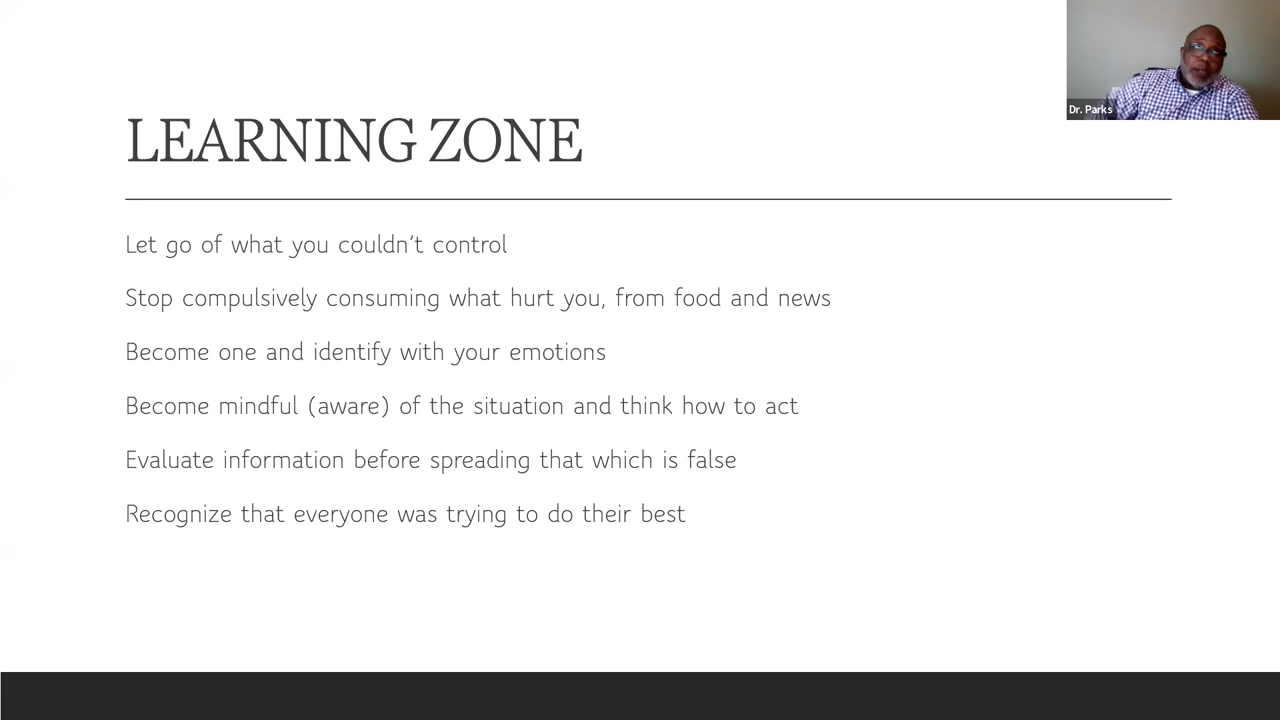 Dr. Parks
LEARNING ZONE
Let go of what you couldn't control
Stop compulsively consuming what hurt you, from food and news
Become one and identify with your emotions
Become mindful (aware) of the situation and think how to act
Evaluate information before spreading that which is false
Recognize that everyone was trying to do their best